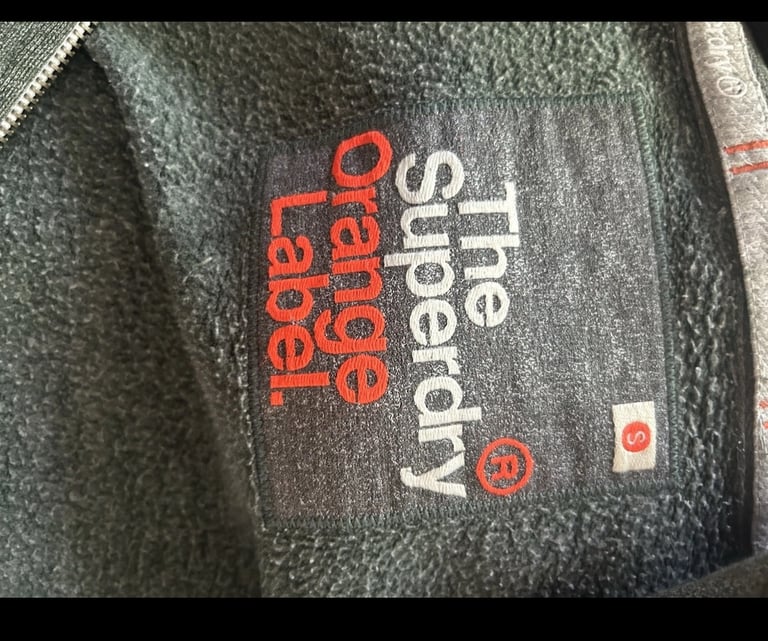 The
Superdry®
Orange
Label.
S